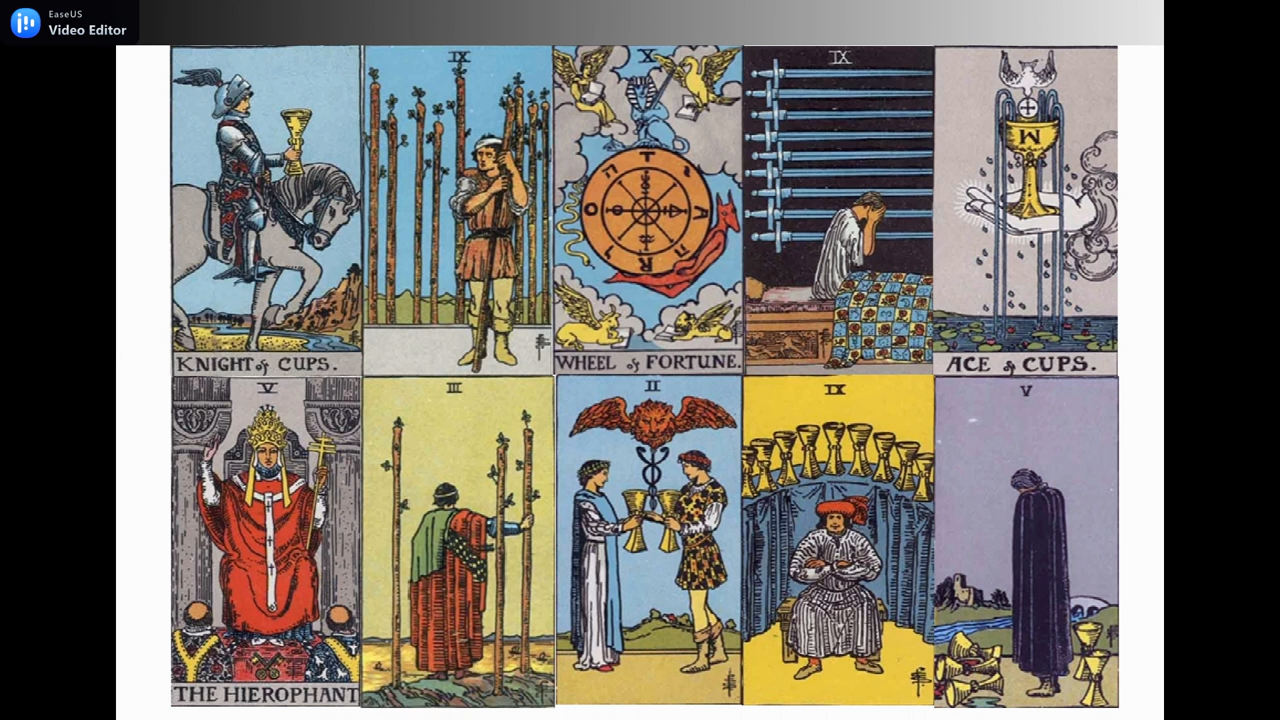 EaseUS
Video Editor
IX
X
IX
KNIGHT of CUPS.
WHEEL of FORTUNE.
ACE of CUPS.
V
III
II
IX
V
THE HIEROPHANT